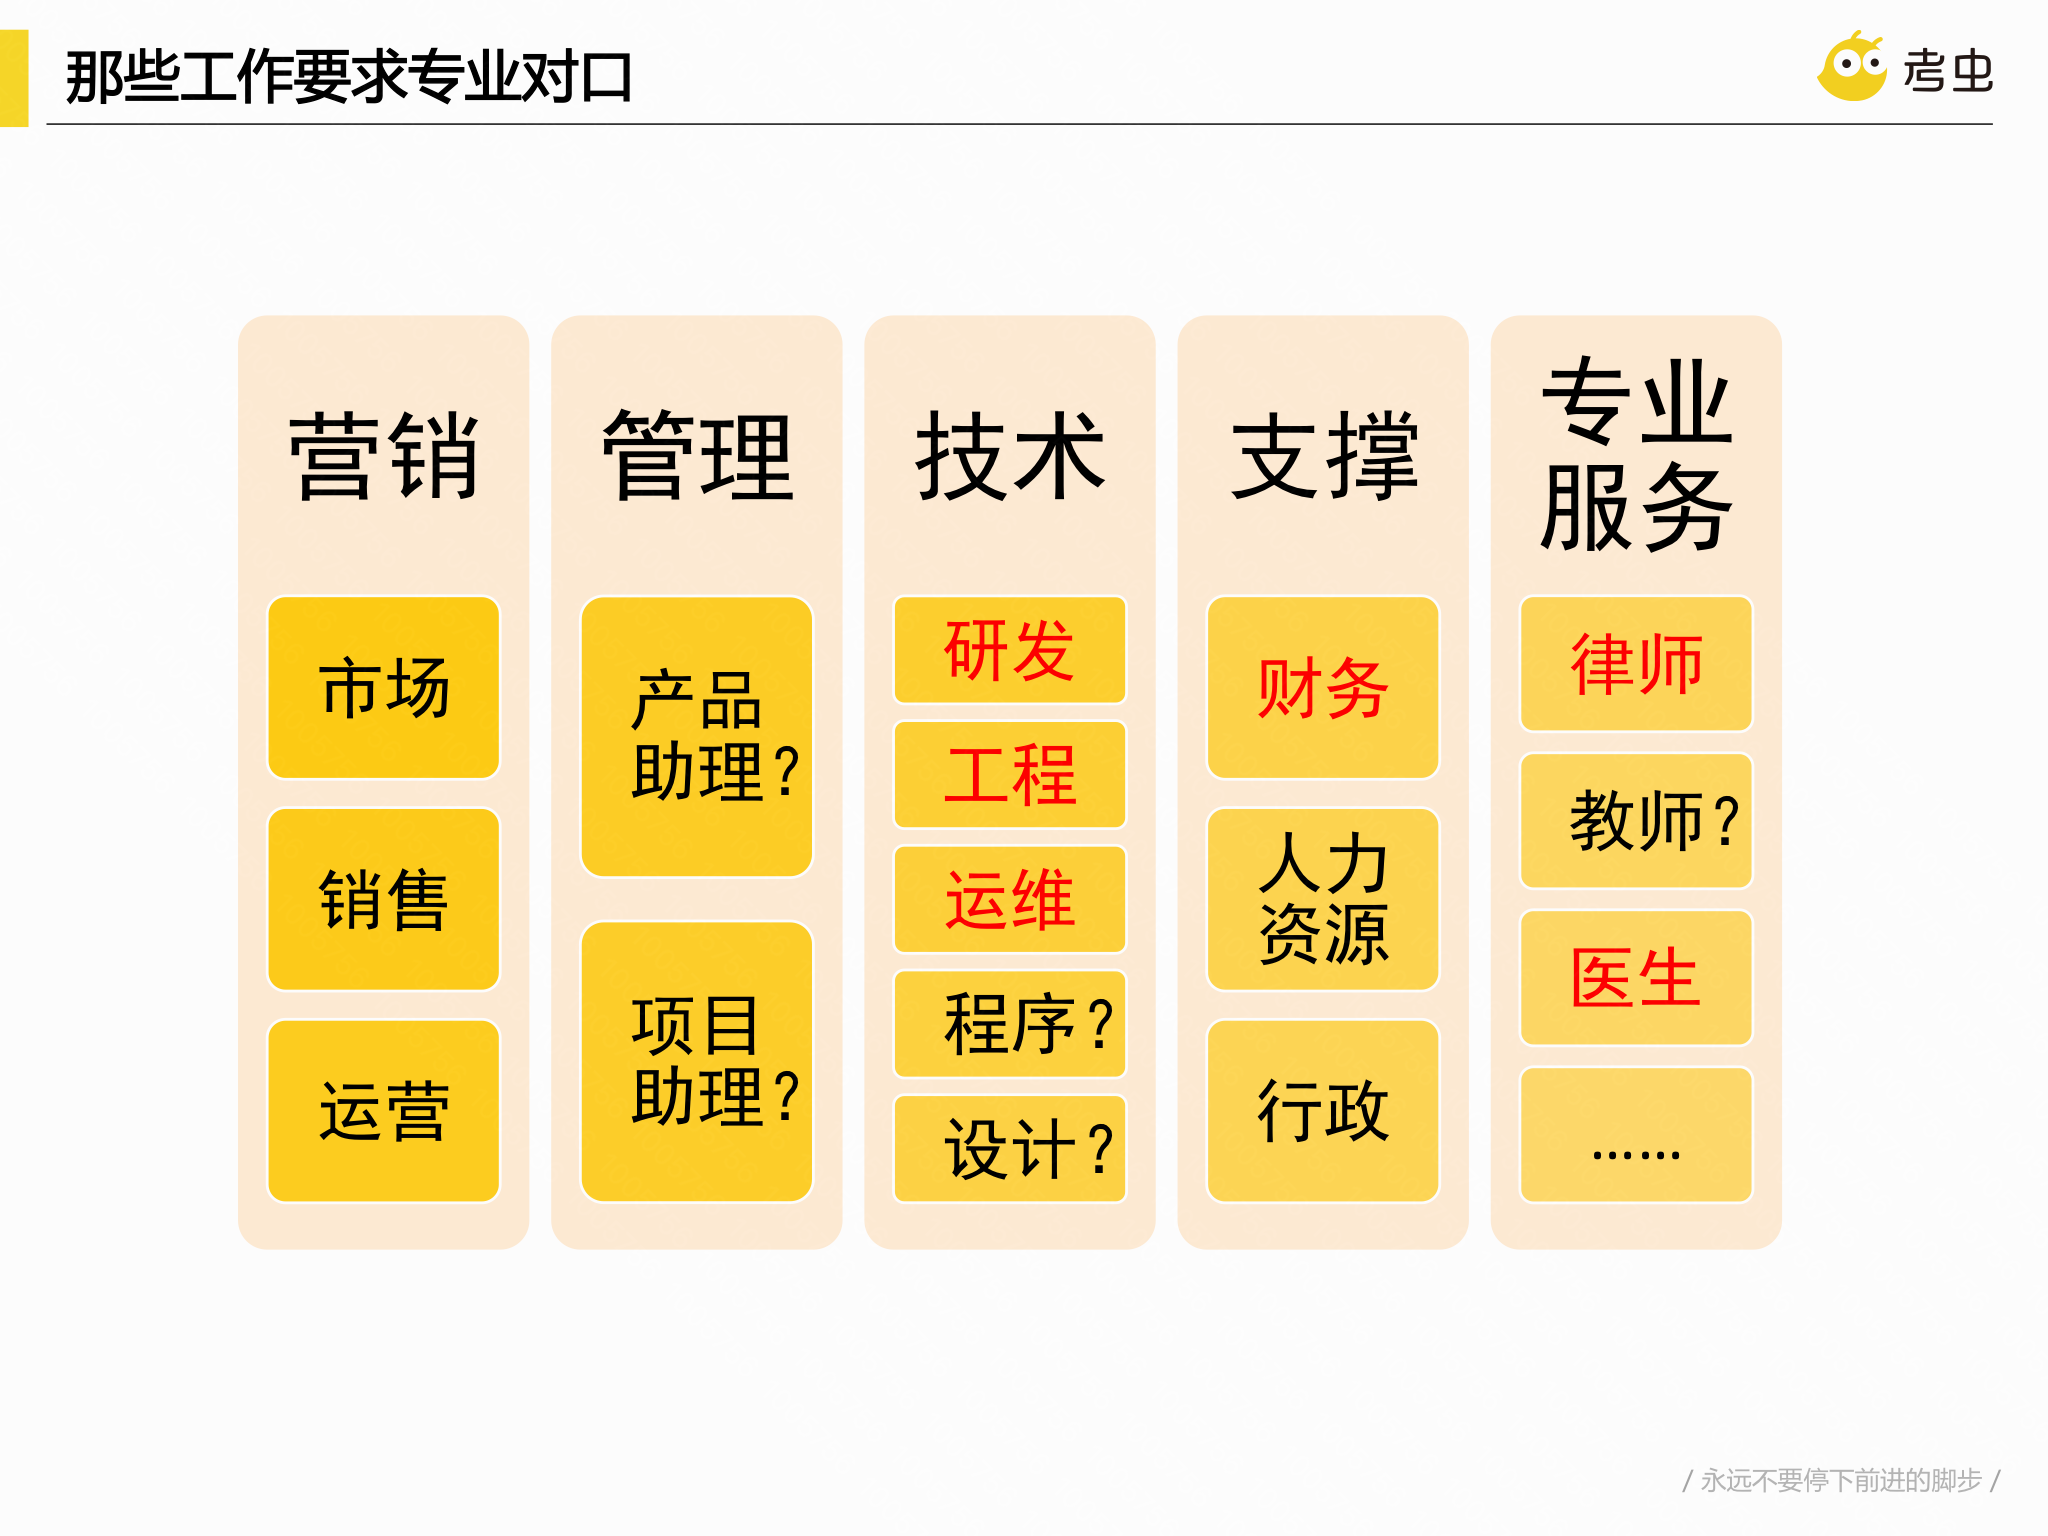 那些工作要求专业对口
考虫
营销
市场
销售
运营
管理
产品
助理？
项目
助理？
技术
研发
工程
运维
程序？
设计？
支撑
财务
人力
资源
行政
专业
服务
律师
教师？
医生
……
/ 永远不要停下前进的脚步 /